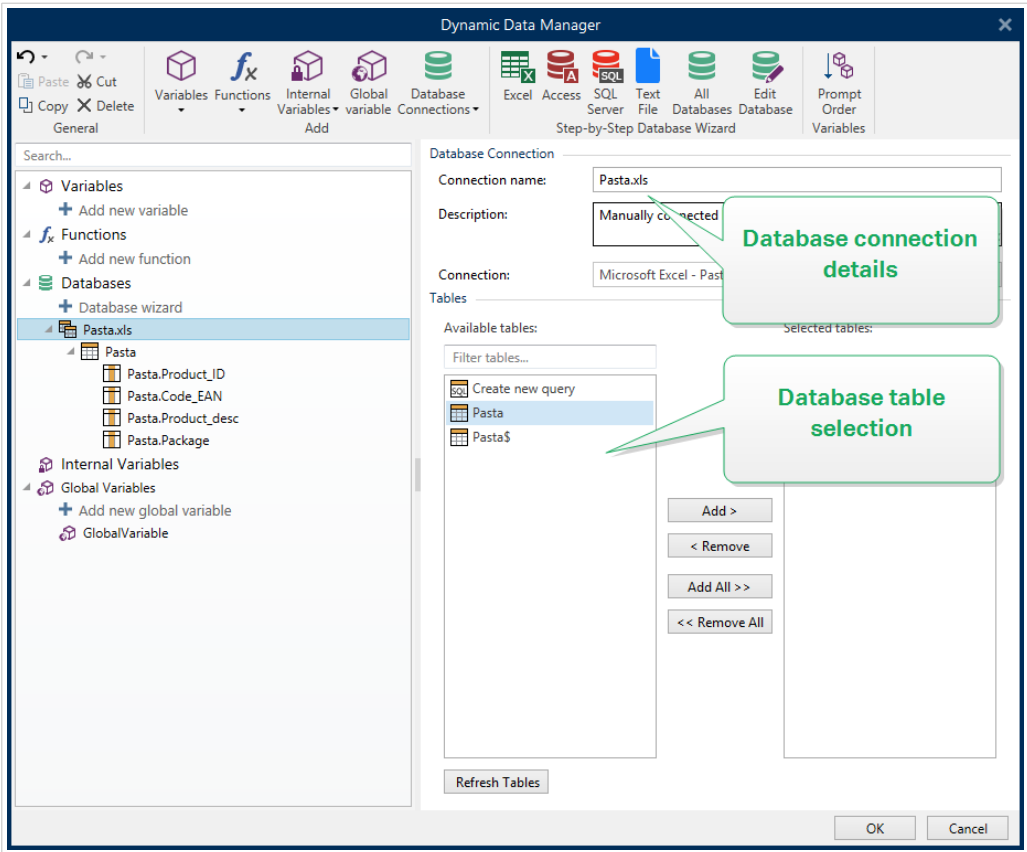 Dynamic Data Manager
Paste Cut
Copy Delete
General
Variables Functions Internal Variables Global variable Database Connections
Add
Excel Access SQL Server Text File All Databases Edit Database
Step-by-Step Database Wizard
Prompt Order
Variables
Search...
Variables
Add new variable
Functions
Add new function
Databases
Database wizard
Pasta.xls
Pasta
Pasta.Product_ID
Pasta.Code_EAN
Pasta.Product_desc
Pasta.Package
Internal Variables
Global Variables
Add new global variable
GlobalVariable
Database Connection
Connection name: Pasta.xls
Description: Manually connected
Connection: Microsoft Excel - Past
Database connection
details
Tables
Available tables:
Selected tables:
Filter tables...
SQL Create new query
Pasta
Pasta$
Database table
selection
Add >
< Remove
Add All >>
<< Remove All
Refresh Tables
OK Cancel